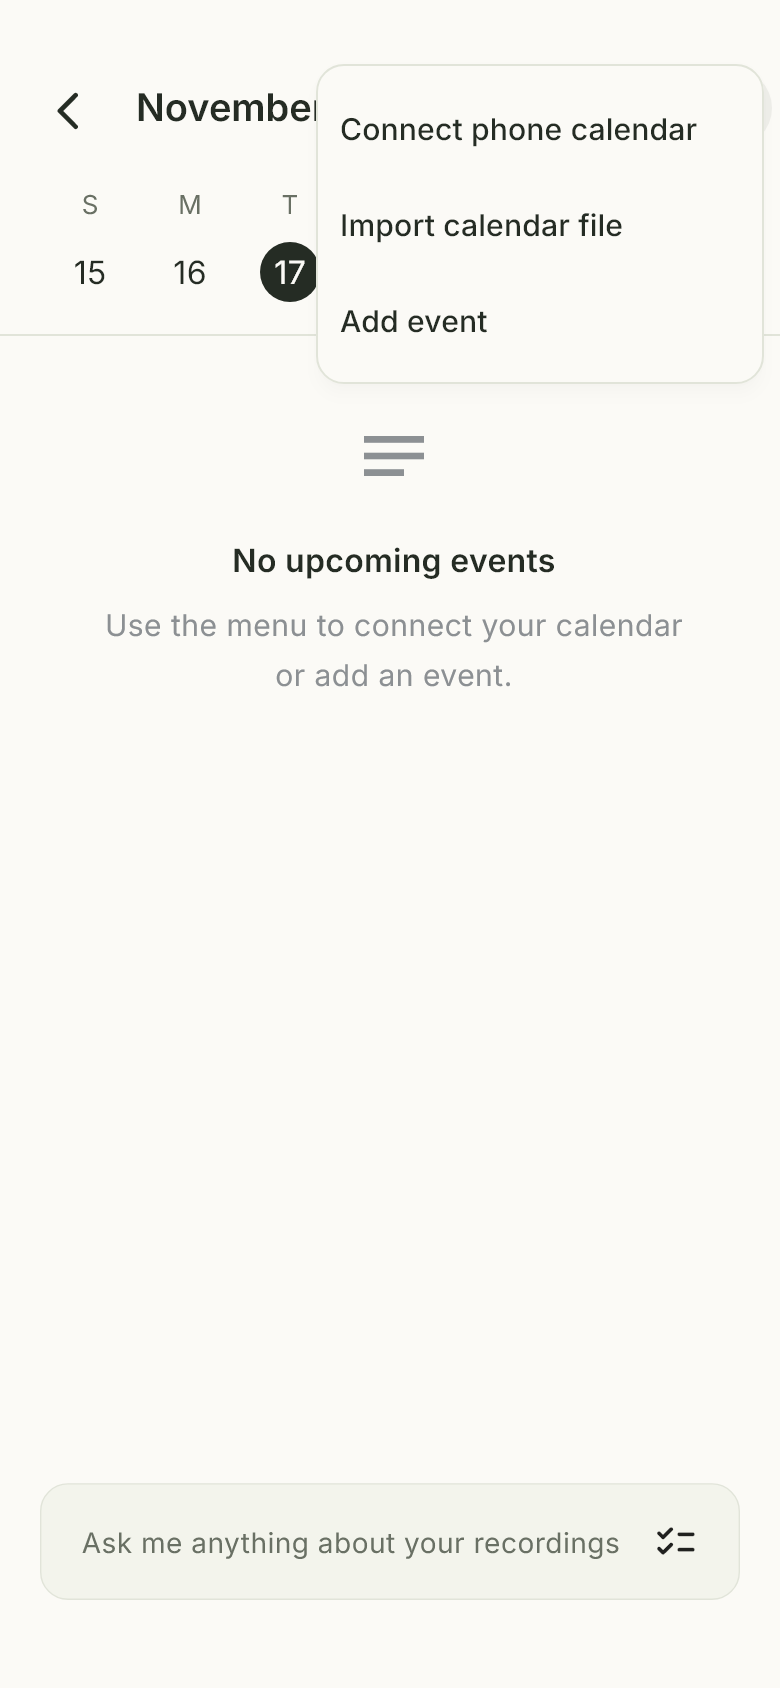 November
Connect phone calendar
Import calendar file
Add event
S M T
15 16 17
No upcoming events
Use the menu to connect your calendar
or add an event.
Ask me anything about your recordings